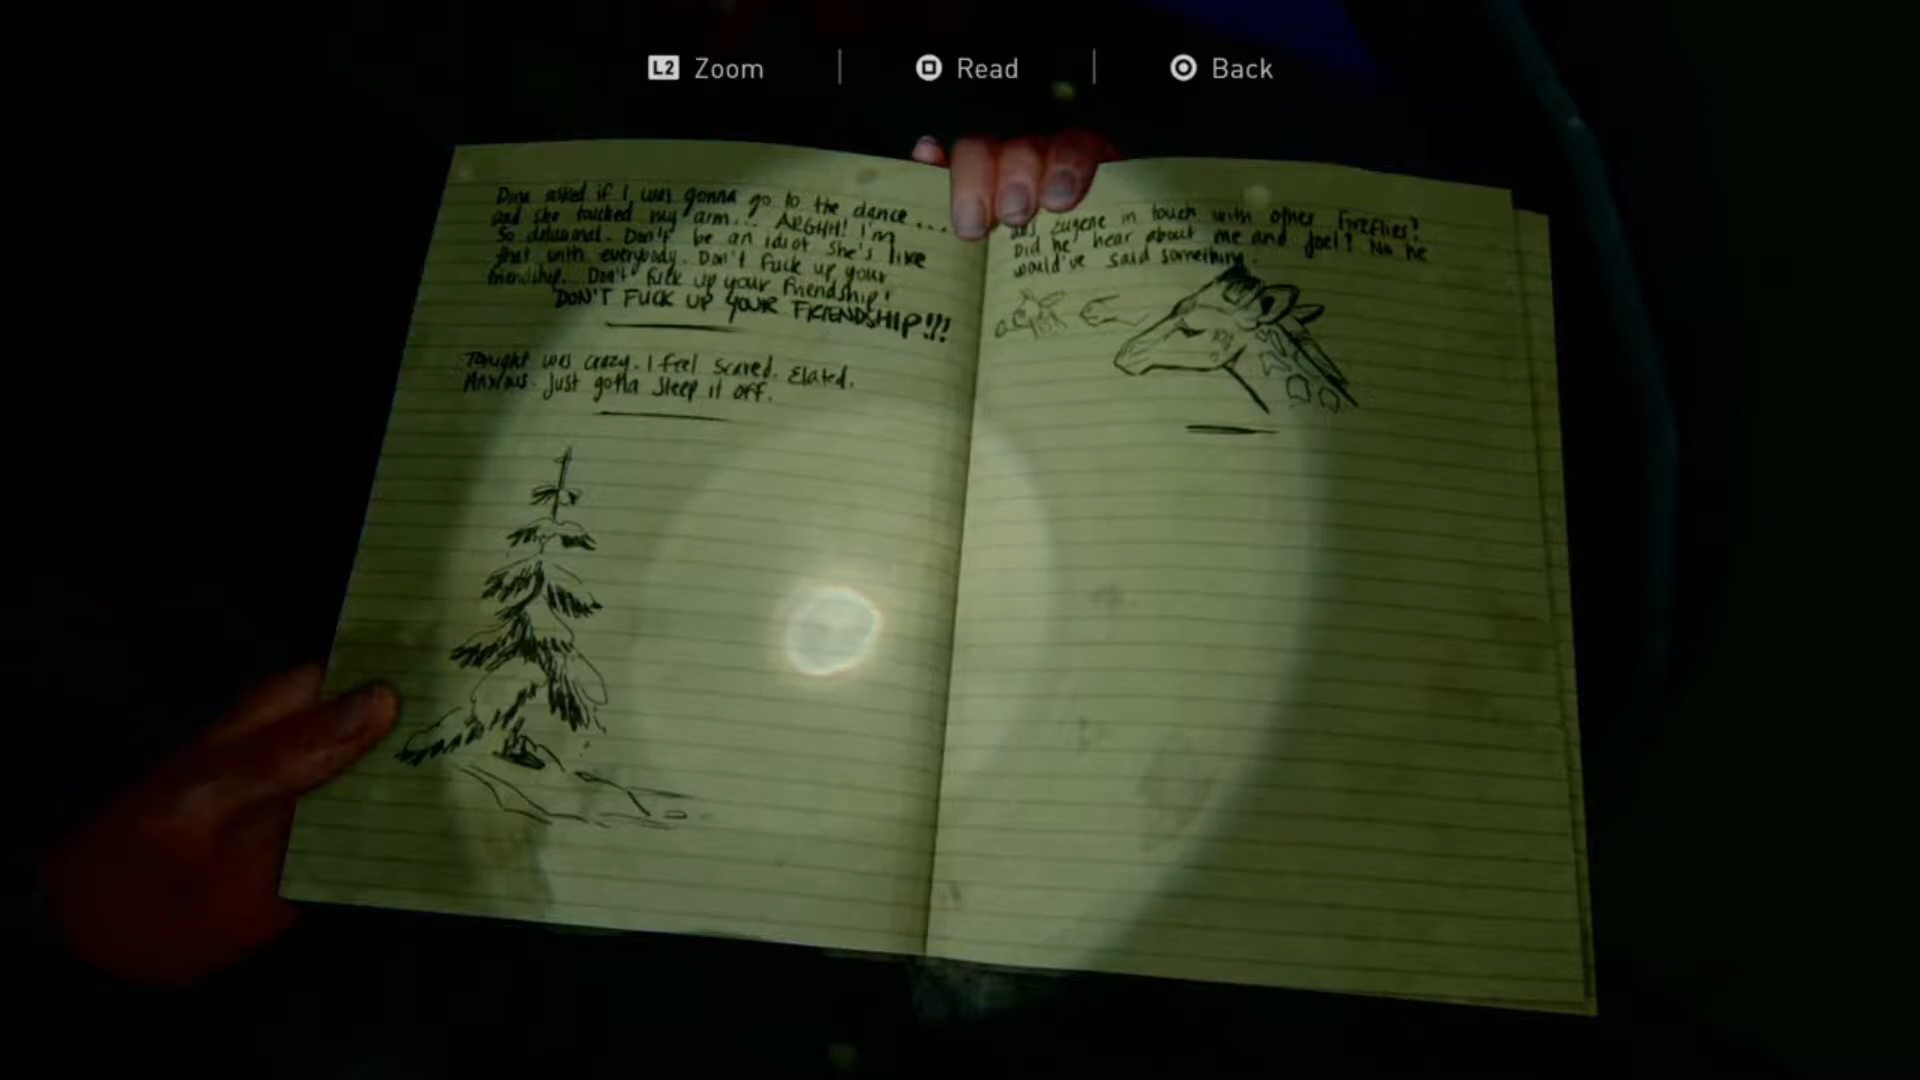 L2 Zoom | Read | Back
Dina asked if I was gonna go to the dance...
and she touched my arm... ARGHH! I'm
so delusional. Don't be an idiot. She's like
that with everybody. Don't fuck up your
friendship. Don't fuck up your friendship!
DON'T FUCK UP YOUR FRIENDSHIP!!!
Tonight was crazy. I feel scared. Elated.
Anxious. Just gotta sleep it off.
Was Eugene in touch with other Fireflies?
Did he hear about me and Joel? No he
would've said something.